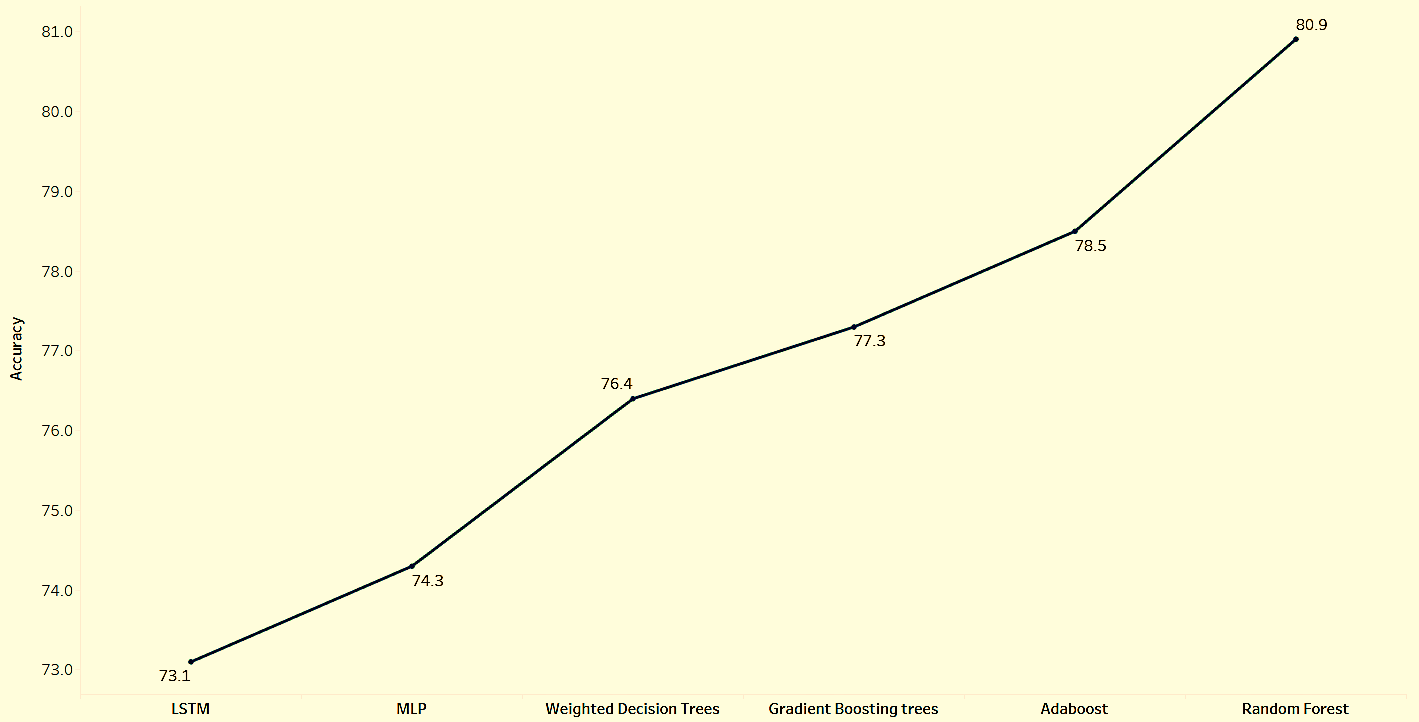 81.0
80.0
79.0
78.0
77.0
76.0
75.0
74.0
73.0
Accuracy
73.1
74.3
76.4
77.3
78.5
80.9
LSTM
MLP
Weighted Decision Trees
Gradient Boosting trees
Adaboost
Random Forest